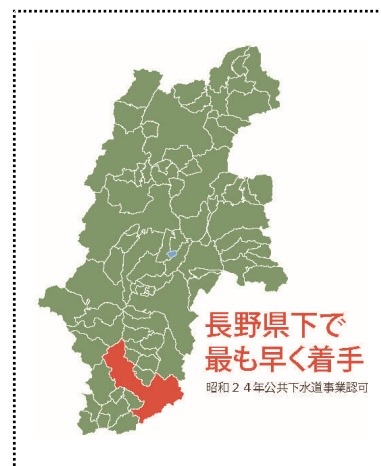 長野県下で
最も早く着手
昭和２４年公共下水道事業認可